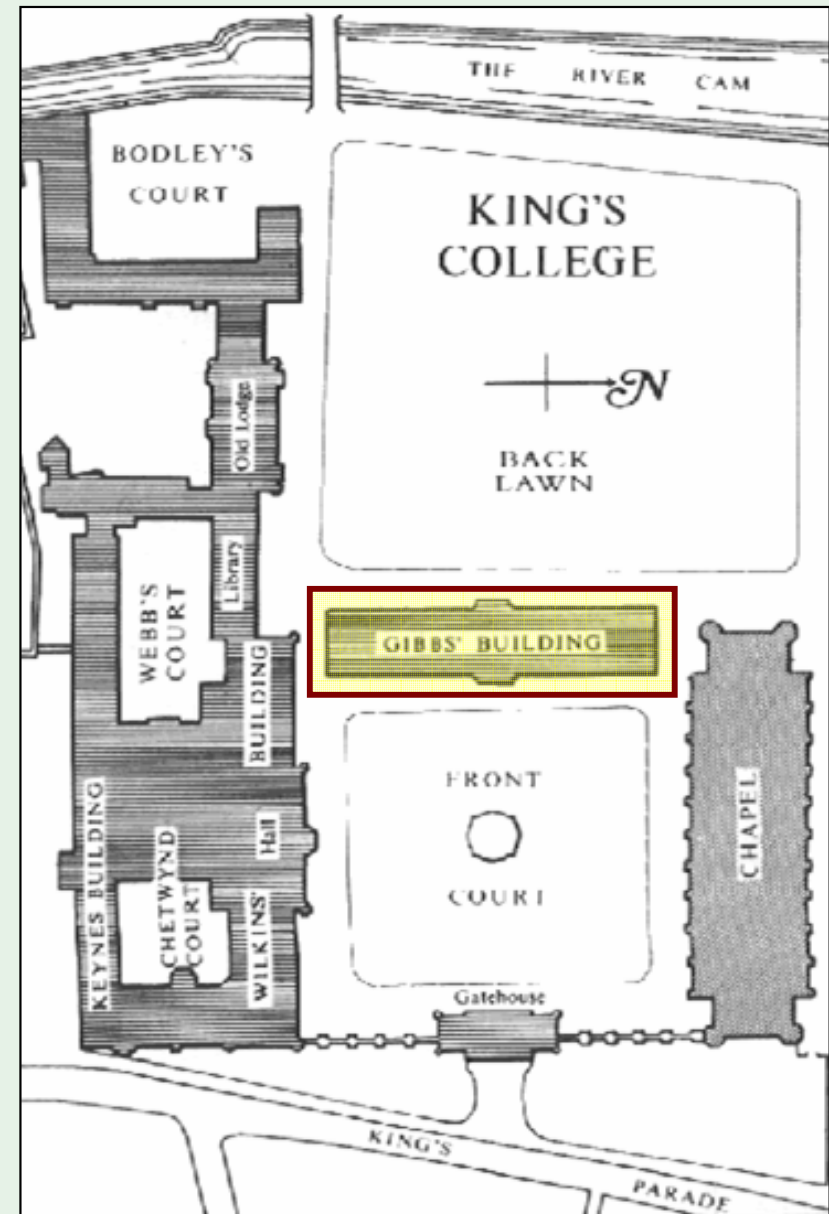 THE RIVER CAM
BODLEY'S
COURT
KING'S
COLLEGE
N
BACK
LAWN
Old Lodge
Library
WEBB'S
COURT
GIBBS' BUILDING
BUILDING
FRONT
COURT
Hall
CHAPEL
KEYNES BUILDING
CHETWYND
COURT
WILKINS'
Gatehouse
KING'S
PARADE